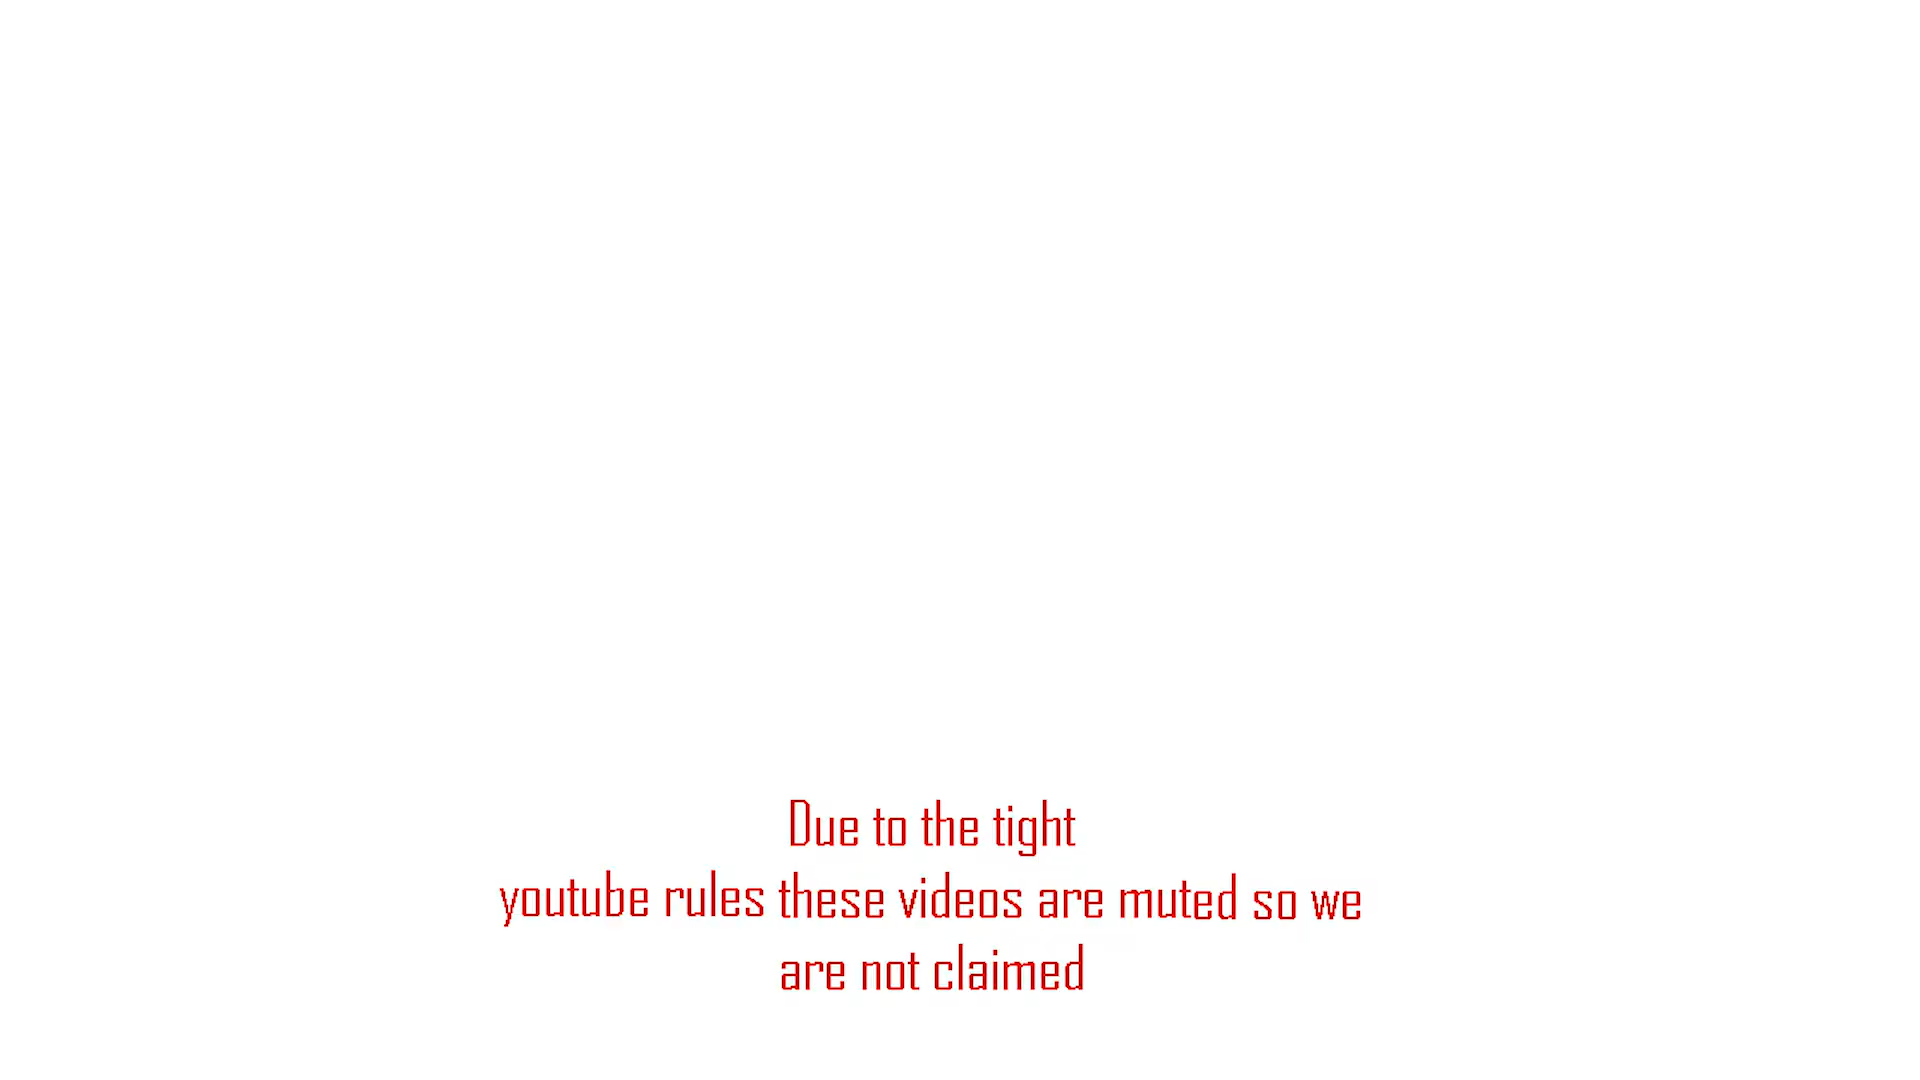 Due to the tight
youtube rules these videos are muted so we
are not claimed